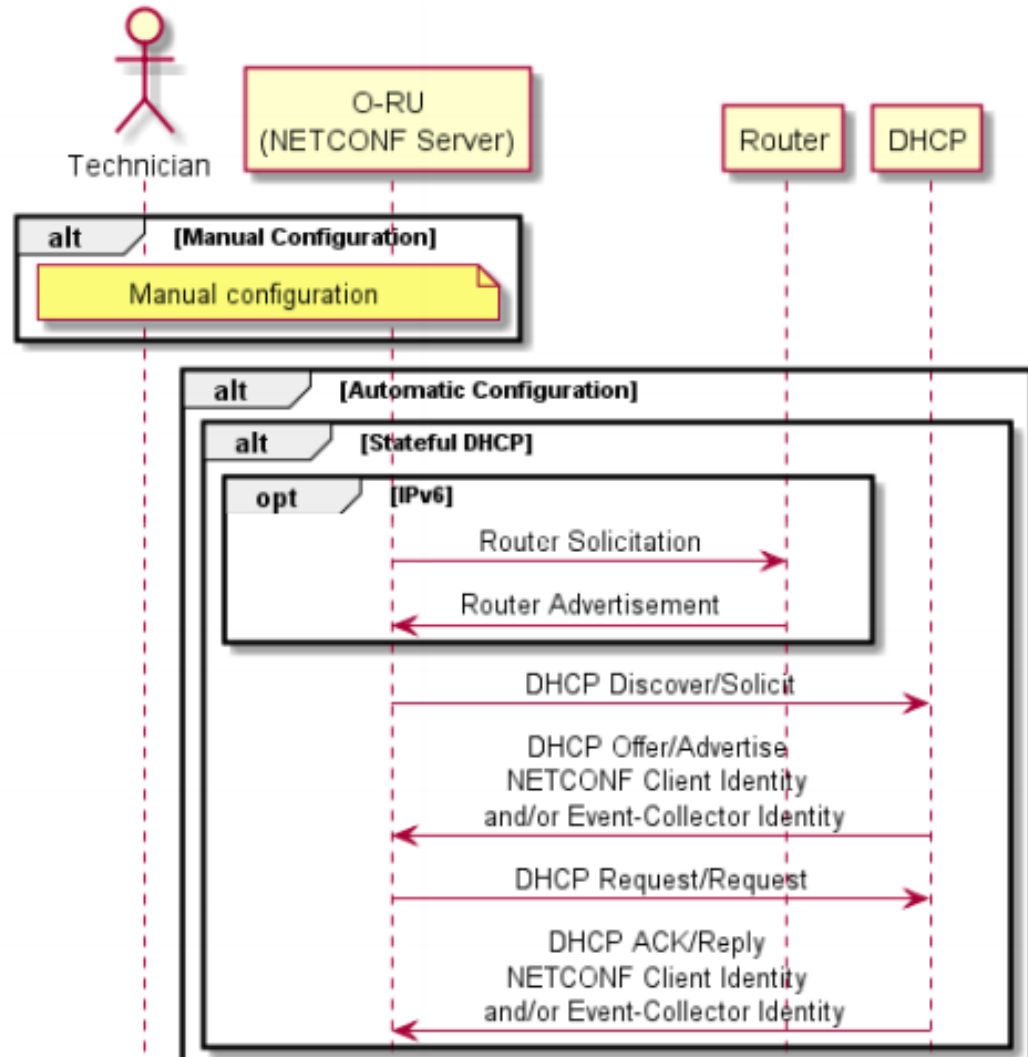 Technician
O-RU
(NETCONF Server)
Router
DHCP
alt
[Manual Configuration]
Manual configuration
alt
[Automatic Configuration]
alt
[Stateful DHCP]
opt
[IPv6]
Router Solicitation
Router Advertisement
DHCP Discover/Solicit
DHCP Offer/Advertise
NETCONF Client Identity
and/or Event-Collector Identity
DHCP Request/Request
DHCP ACK/Reply
NETCONF Client Identity
and/or Event-Collector Identity